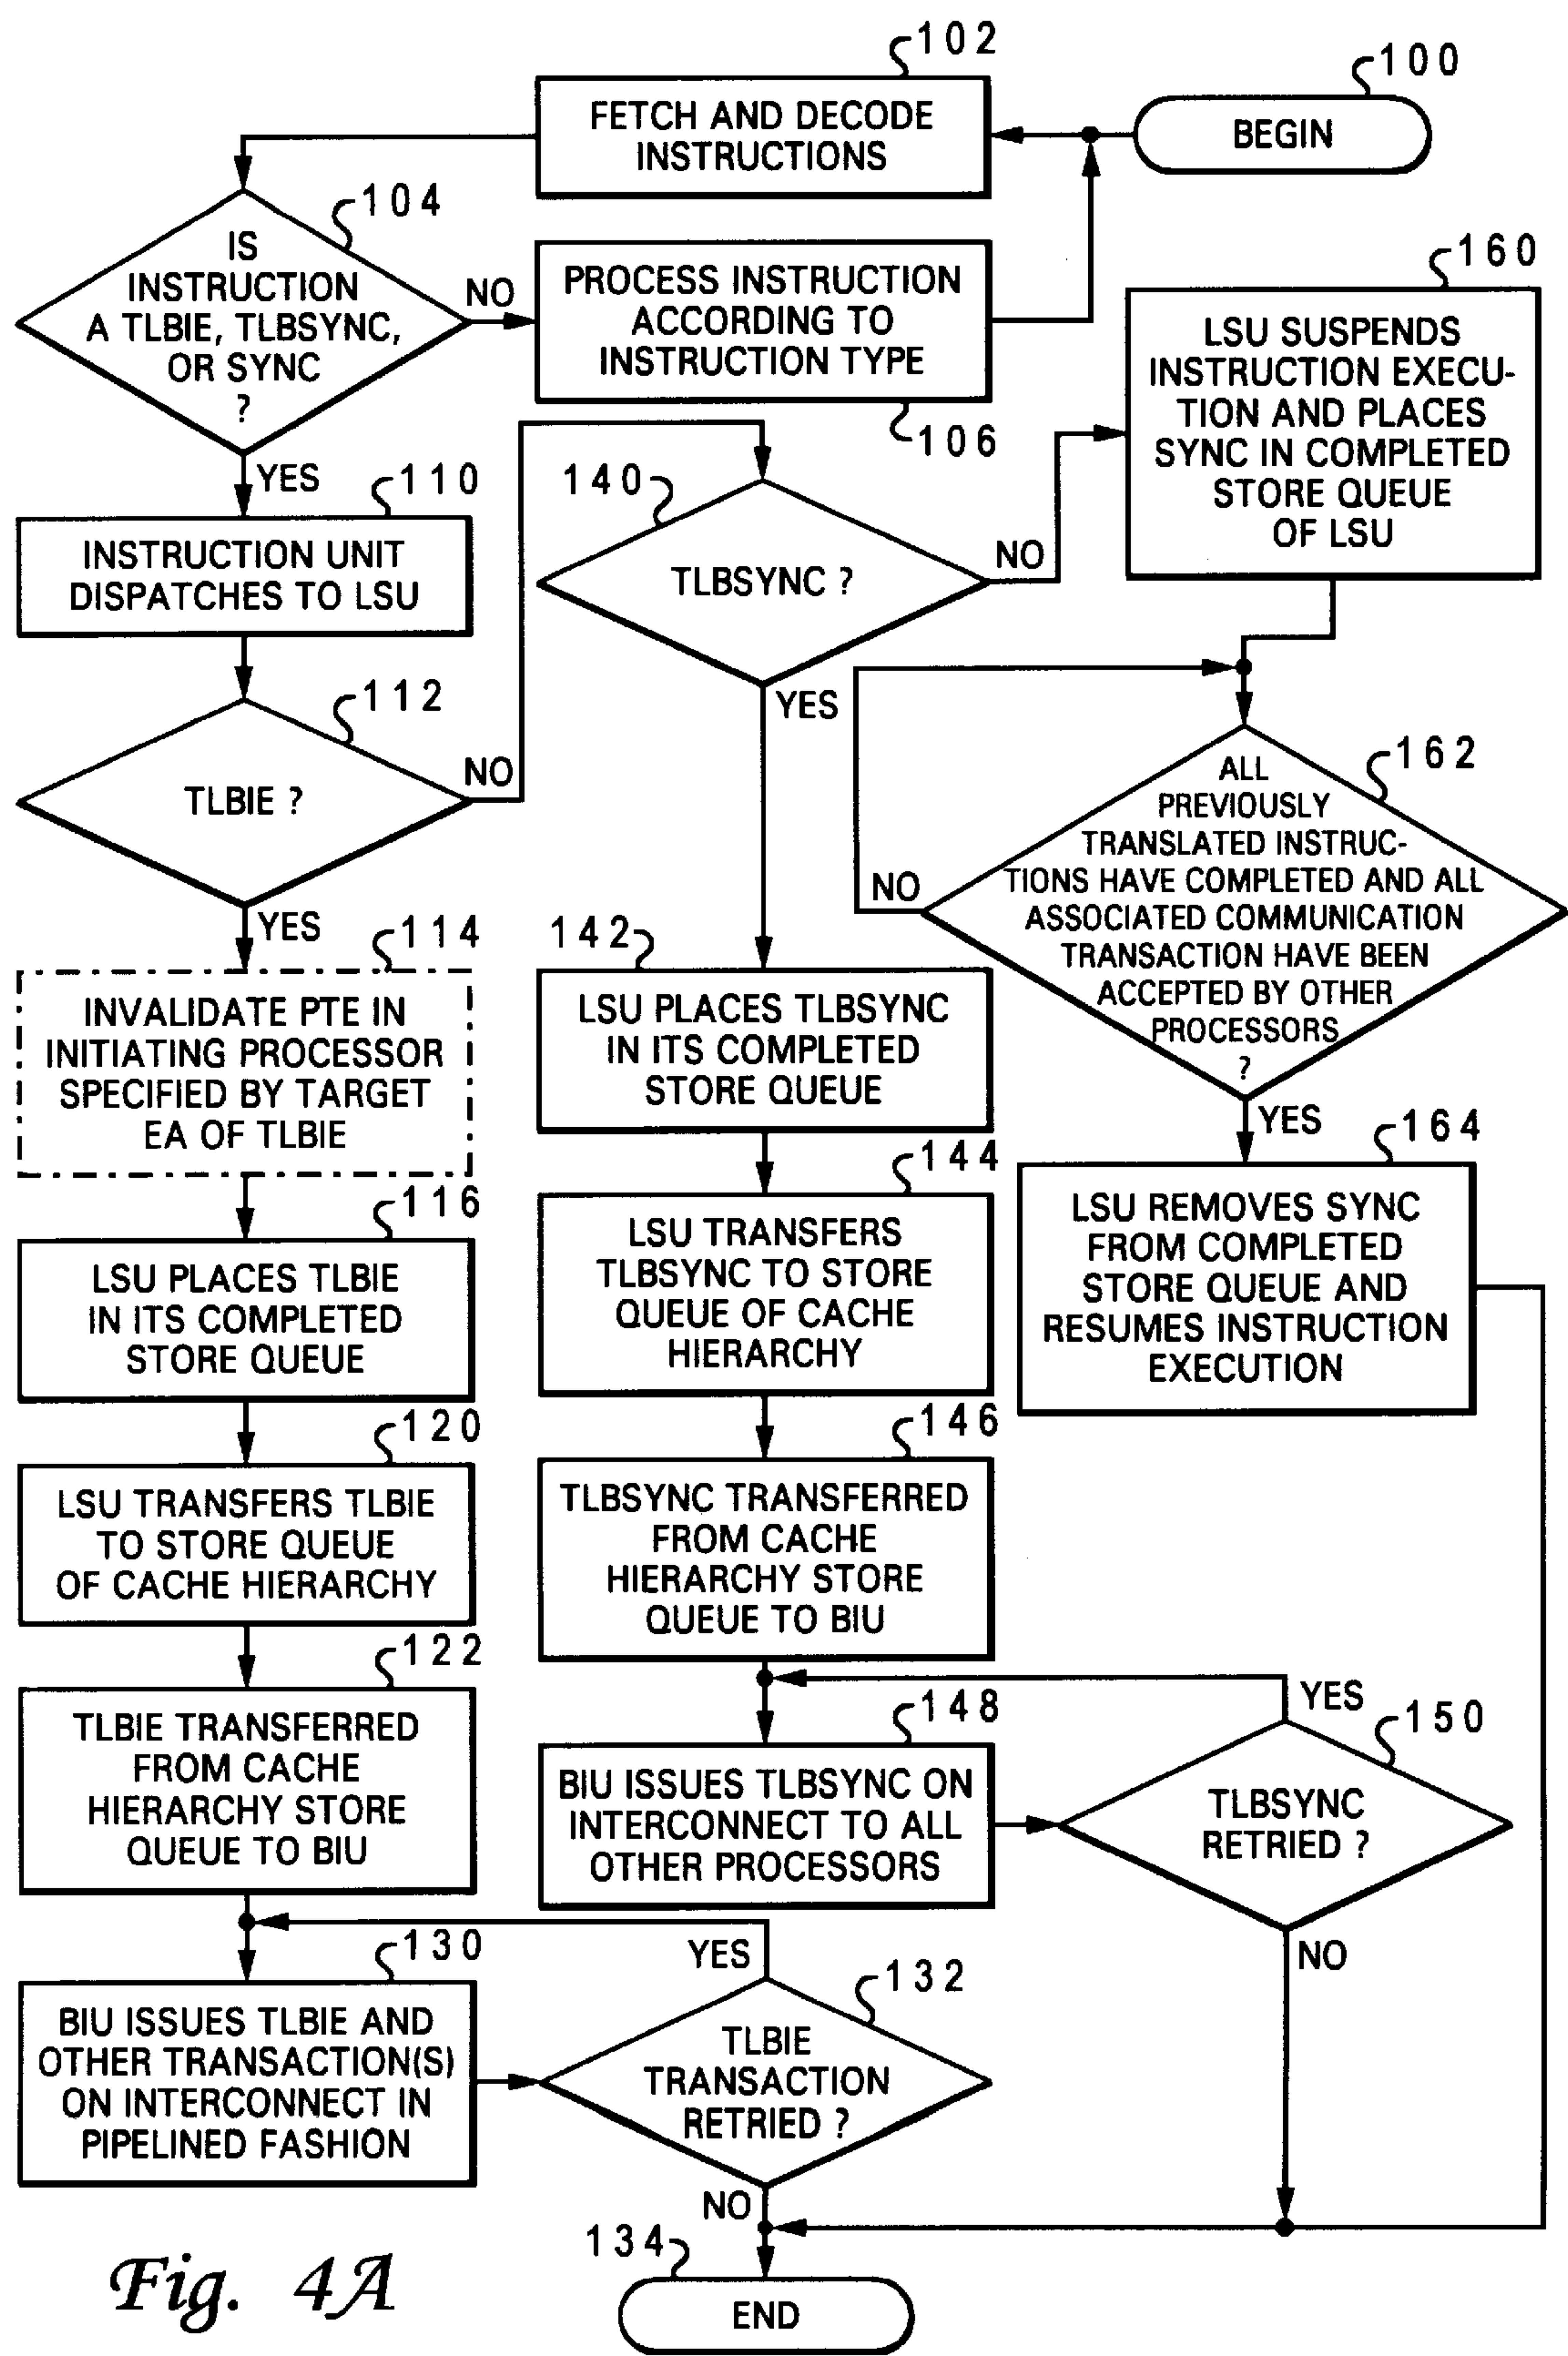 102
FETCH AND DECODE
INSTRUCTIONS
100
BEGIN
104
IS
INSTRUCTION
A TLBIE, TLBSYNC,
OR SYNC
?
NO
PROCESS INSTRUCTION
ACCORDING TO
INSTRUCTION TYPE
106
YES
110
INSTRUCTION UNIT
DISPATCHES TO LSU
112
TLBIE ?
NO
YES
114
INVALIDATE PTE IN
INITIATING PROCESSOR
SPECIFIED BY TARGET
EA OF TLBIE
116
LSU PLACES TLBIE
IN ITS COMPLETED
STORE QUEUE
120
LSU TRANSFERS TLBIE
TO STORE QUEUE
OF CACHE HIERARCHY
122
TLBIE TRANSFERRED
FROM CACHE
HIERARCHY STORE
QUEUE TO BIU
130
BIU ISSUES TLBIE AND
OTHER TRANSACTION(S)
ON INTERCONNECT IN
PIPELINED FASHION
YES
132
TLBIE
TRANSACTION
RETRIED ?
NO
140
TLBSYNC ?
NO
YES
142
LSU PLACES TLBSYNC
IN ITS COMPLETED
STORE QUEUE
144
LSU TRANSFERS
TLBSYNC TO STORE
QUEUE OF CACHE
HIERARCHY
146
TLBSYNC TRANSFERRED
FROM CACHE
HIERARCHY STORE
QUEUE TO BIU
148
BIU ISSUES TLBSYNC ON
INTERCONNECT TO ALL
OTHER PROCESSORS
YES
150
TLBSYNC
RETRIED ?
NO
160
LSU SUSPENDS
INSTRUCTION EXECU-
TION AND PLACES
SYNC IN COMPLETED
STORE QUEUE
OF LSU
162
ALL
PREVIOUSLY
TRANSLATED INSTRUC-
TIONS HAVE COMPLETED AND ALL
ASSOCIATED COMMUNICATION
TRANSACTION HAVE BEEN
ACCEPTED BY OTHER
PROCESSORS
?
NO
YES
164
LSU REMOVES SYNC
FROM COMPLETED
STORE QUEUE AND
RESUMES INSTRUCTION
EXECUTION
134
END
Fig. 4A